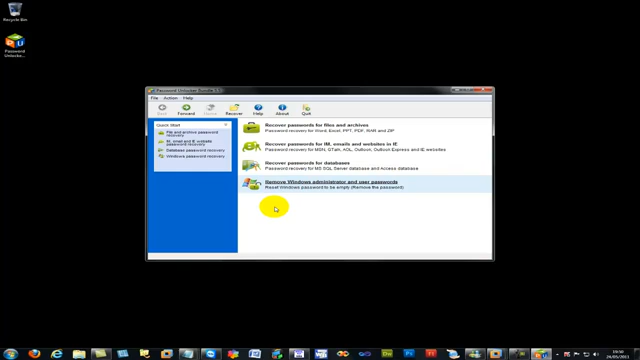 Recycle Bin
Password Unlocke...
Password Unlocker Bundle
File Action Help
Back Forward Home Recover Help About Quit
Quick Start
File and archive password recovery
IM, email and IE website password recovery
Database password recovery
Windows password recovery
Recover passwords for files and archives
Password recovery for Word, Excel, PPT, PDF, RAR and ZIP
Recover passwords for IM, emails and websites in IE
Password recovery for MSN, GTalk, AOL, Outlook, Outlook Express and IE websites
Recover passwords for databases
Password recovery for MS SQL Server database and Access database
Remove Windows administrator and user passwords
Reset Windows password to be empty (Remove the password)
19:50
24/05/2011